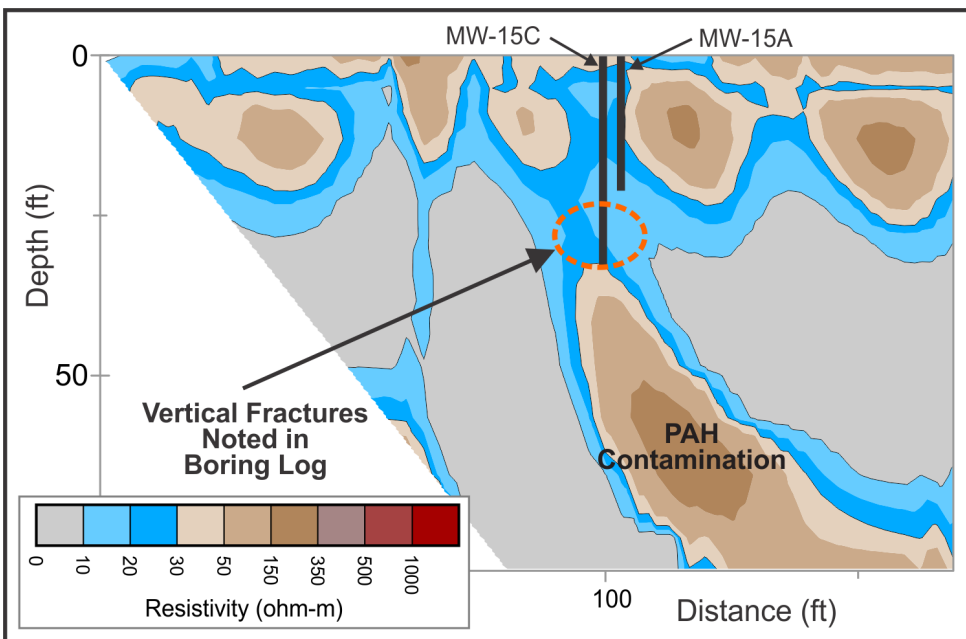 MW-15C
MW-15A
0
Depth (ft)
50
Vertical Fractures
Noted in
Boring Log
PAH
Contamination
0
10
20
30
50
150
350
500
1000
Resistivity (ohm-m)
100
Distance (ft)